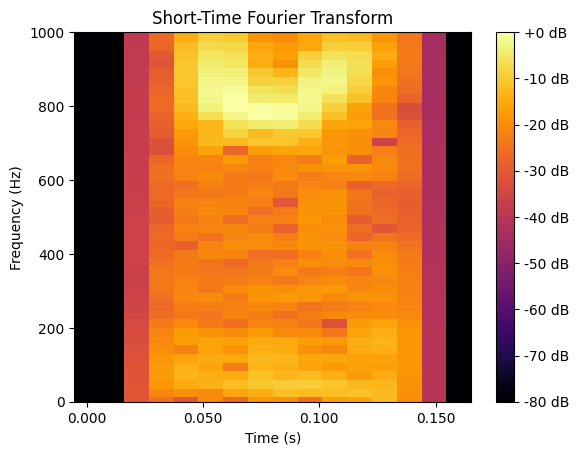 Short-Time Fourier Transform
1000
800
600
400
200
0
Frequency (Hz)
0.000
0.050
0.100
0.150
Time (s)
+0 dB
-10 dB
-20 dB
-30 dB
-40 dB
-50 dB
-60 dB
-70 dB
-80 dB